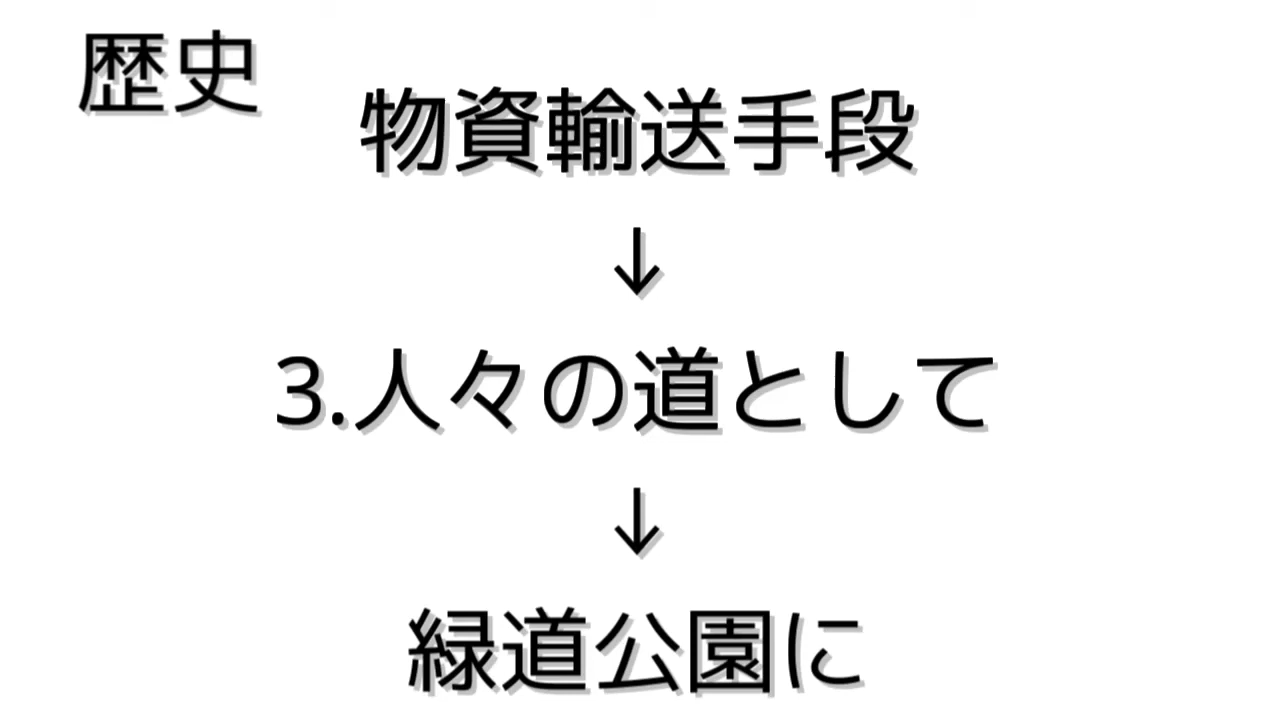 歴史
物資輸送手段
↓
3.人々の道として
↓
緑道公園に